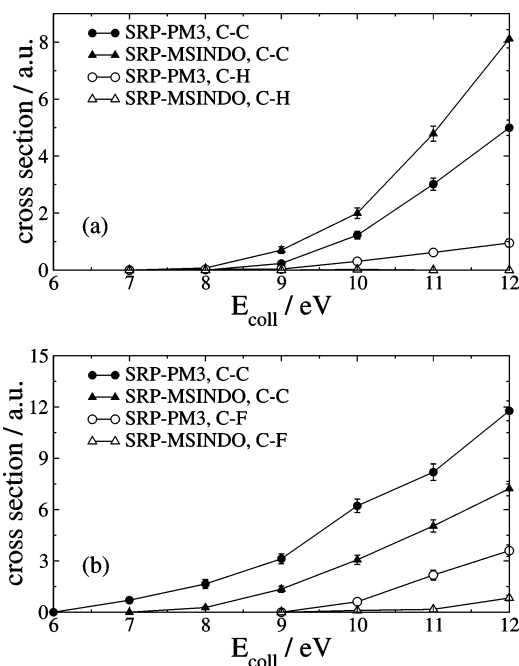 cross section / a.u.
8
6
4
2
0
SRP-PM3, C-C
SRP-MSINDO, C-C
SRP-PM3, C-H
SRP-MSINDO, C-H
(a)
6 7 8 9 10 11 12
E_coll / eV
cross section / a.u.
15
12
9
6
3
0
SRP-PM3, C-C
SRP-MSINDO, C-C
SRP-PM3, C-F
SRP-MSINDO, C-F
(b)
6 7 8 9 10 11 12
E_coll / eV